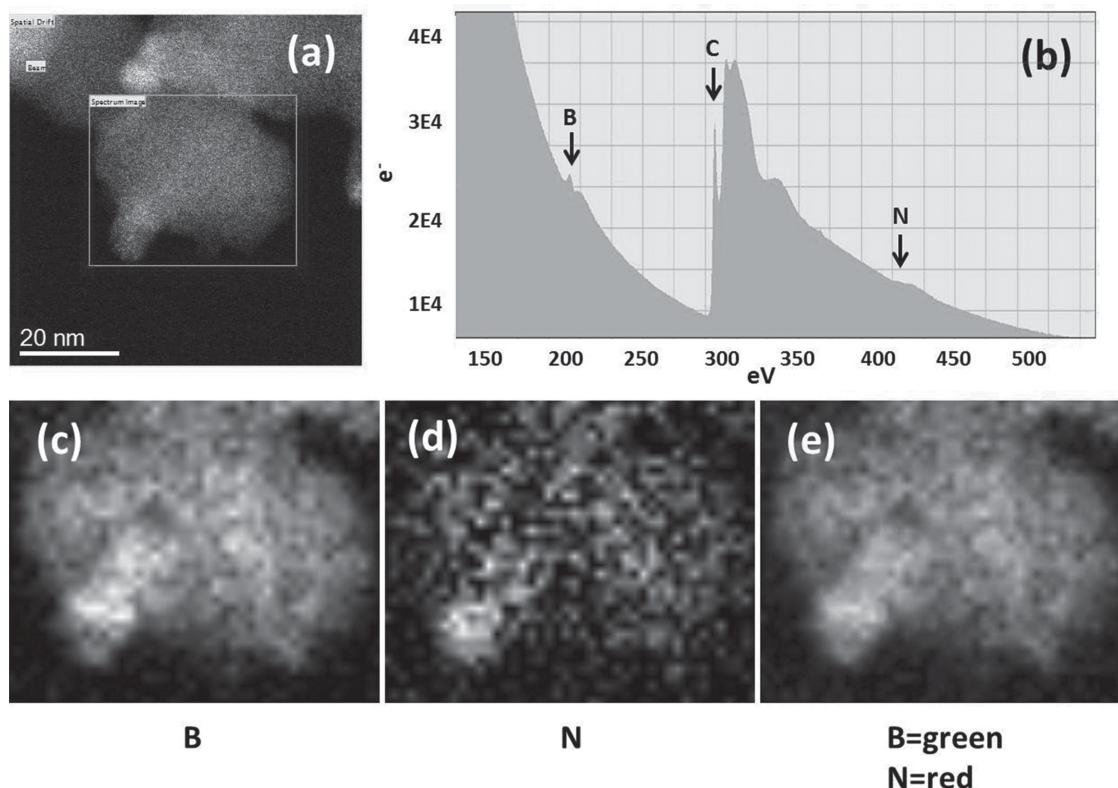 Spatial Drift
Beam
Spectrum Image
(a)
20 nm
(b)
4E4
3E4
2E4
1E4
e-
B
C
N
150 200 250 300 350 400 450 500
eV
(c)
(d)
(e)
B
N
B=green
N=red